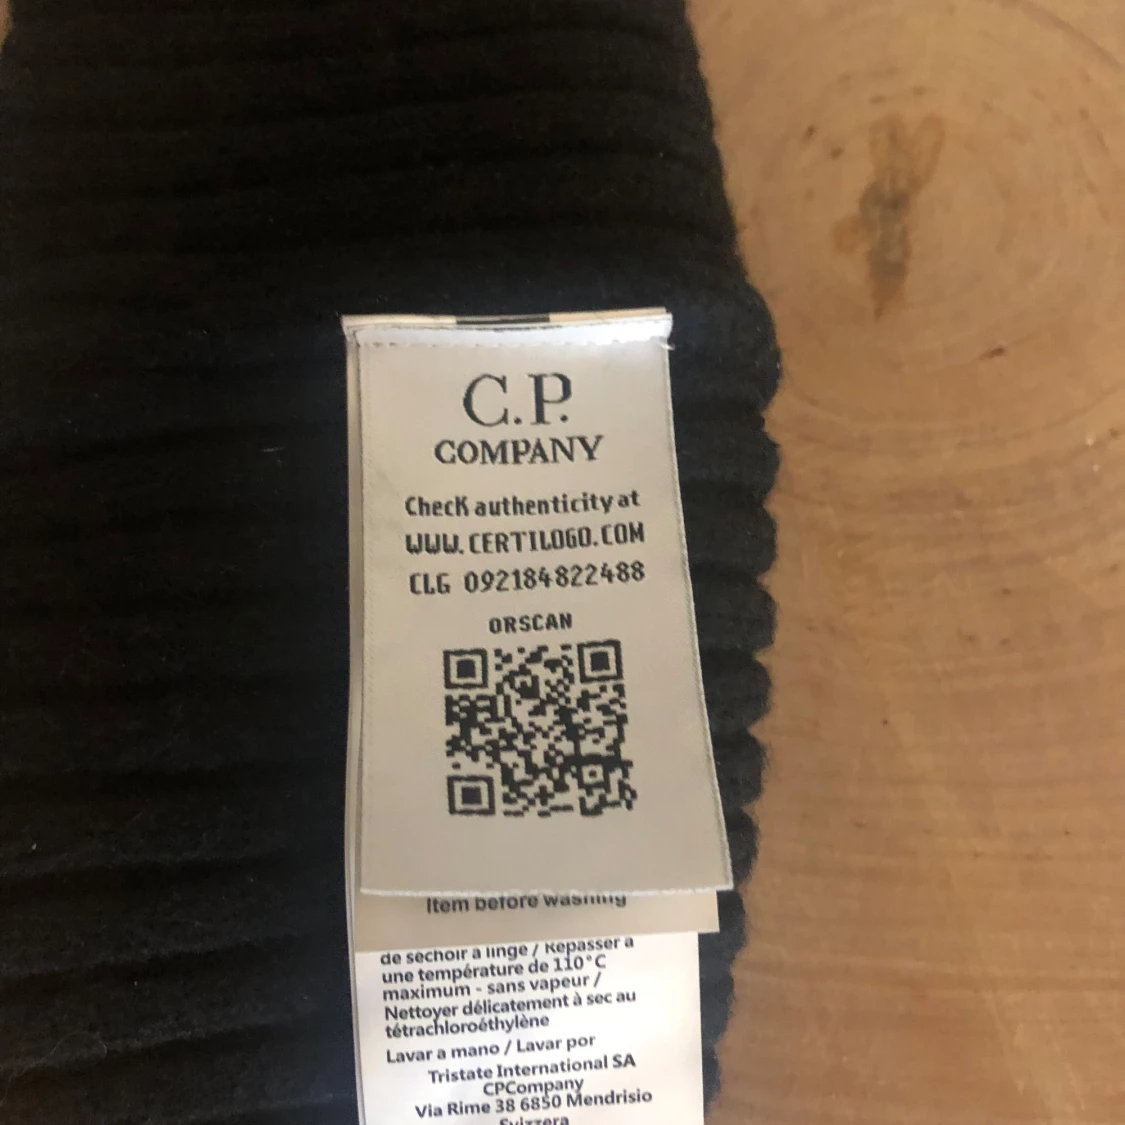 C.P.
COMPANY
Check authenticity at
WWW.CERTILOGO.COM
CLG 092184822488
ORSCAN
Item before washing
de séchoir à linge / Repasser à
une température de 110°C
maximum - sans vapeur /
Nettoyer délicatement à sec au
tétrachloroéthylène
Lavar a mano / Lavar por
Tristate International SA
CPCompany
Via Rime 38 6850 Mendrisio
Svizzera